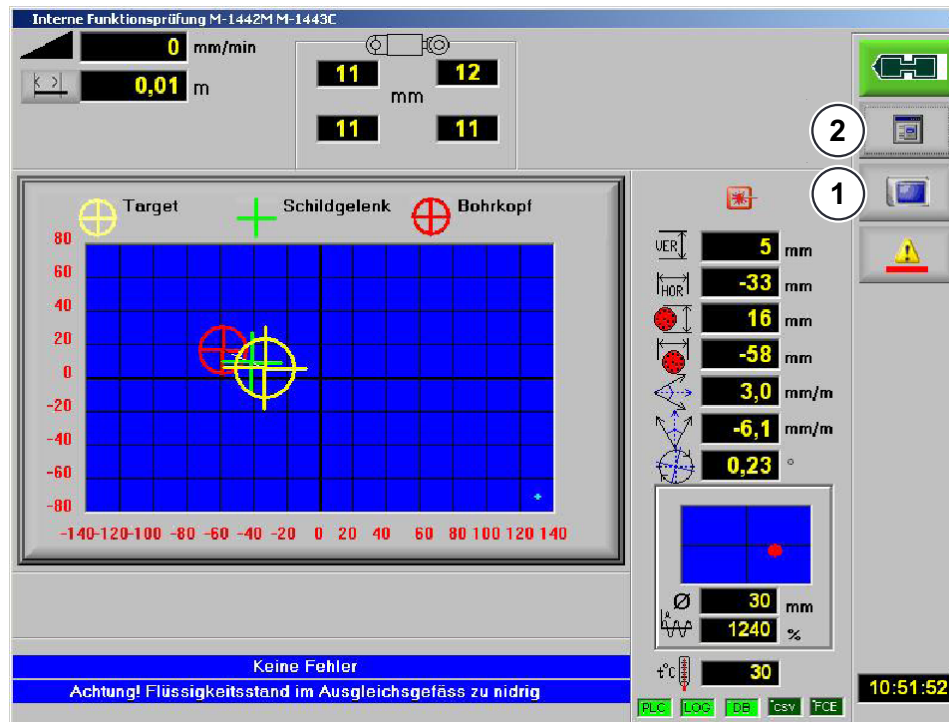 Interne Funktionsprüfung M-1442M M-1443C
0 mm/min
0,01 m
11 12
mm
11 11
2
1
Target Schildgelenk Bohrkopf
80
60
40
20
0
-20
-40
-60
-80
-140-120-100 -80 -60 -40 -20 0 20 40 60 80 100 120 140
VER 5 mm
HOR -33 mm
16 mm
-58 mm
3,0 mm/m
-6,1 mm/m
0,23 °
Ø 30 mm
A 1240 %
t°C 30
Keine Fehler
Achtung! Flüssigkeitsstand im Ausgleichsgefäss zu nidrig
PLC LOG DB *CSV *FCE
10:51:52